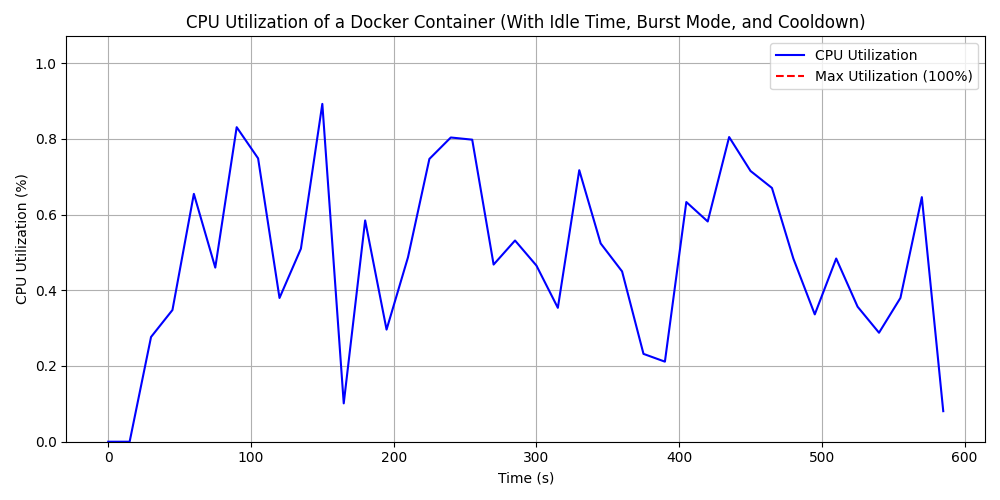 CPU Utilization of a Docker Container (With Idle Time, Burst Mode, and Cooldown)
CPU Utilization
Max Utilization (100%)
CPU Utilization (%)
1.0
0.8
0.6
0.4
0.2
0.0
0 100 200 300 400 500 600
Time (s)